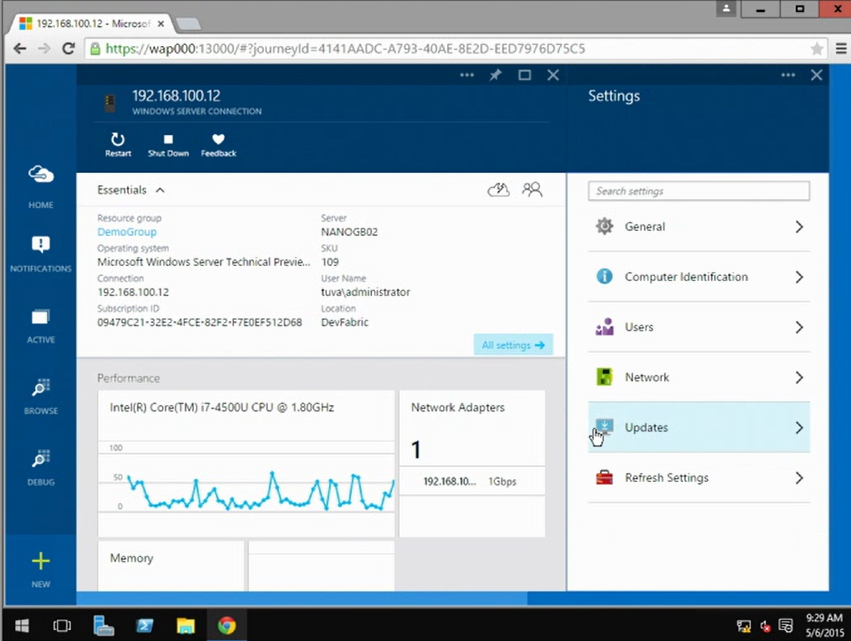 192.168.100.12 - Microsof
https://wap000:13000/#?journeyId=4141AADC-A793-40AE-8E2D-EED7976D75C5
192.168.100.12
WINDOWS SERVER CONNECTION
Restart
Shut Down
Feedback
HOME
NOTIFICATIONS
ACTIVE
BROWSE
DEBUG
NEW
Essentials
Resource group
DemoGroup
Operating system
Microsoft Windows Server Technical Previe...
Connection
192.168.100.12
Subscription ID
09479C21-32E2-4FCE-82F2-F7E0EF512D68
Server
NANOGB02
SKU
109
User Name
tuva\administrator
Location
DevFabric
All settings
Performance
Intel(R) Core(TM) i7-4500U CPU @ 1.80GHz
100
50
0
Network Adapters
1
192.168.10... 1Gbps
Memory
Settings
Search settings
General
Computer Identification
Users
Network
Updates
Refresh Settings
9:29 AM
5/6/2015